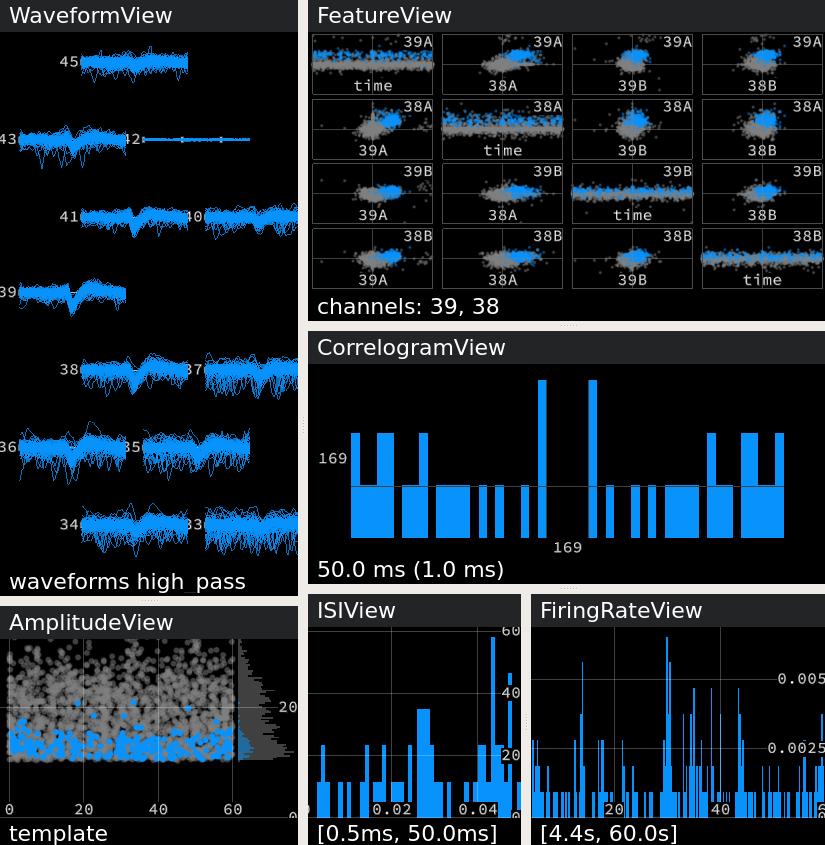 WaveformView
45
43 42
41 40
39
38 37
36 35
34 33
waveforms high_pass
FeatureView
39A 39A 39A 39A
time 38A 39B 38B
38A 38A 38A 38A
39A time 39B 38B
39B 39B 39B 39B
39A 38A time 38B
38B 38B 38B 38B
39A 38A 39B time
channels: 39, 38
CorrelogramView
169
169
50.0 ms (1.0 ms)
AmplitudeView
20
0
0 20 40 60
template
ISIView
60
40
20
0
0.02 0.04
[0.5ms, 50.0ms]
FiringRateView
0.005
0.0025
20 40
[4.4s, 60.0s]